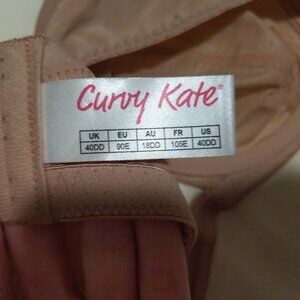 Curvy Kate®
UK EU AU FR US
40DD 90E 18DD 105E 40DD